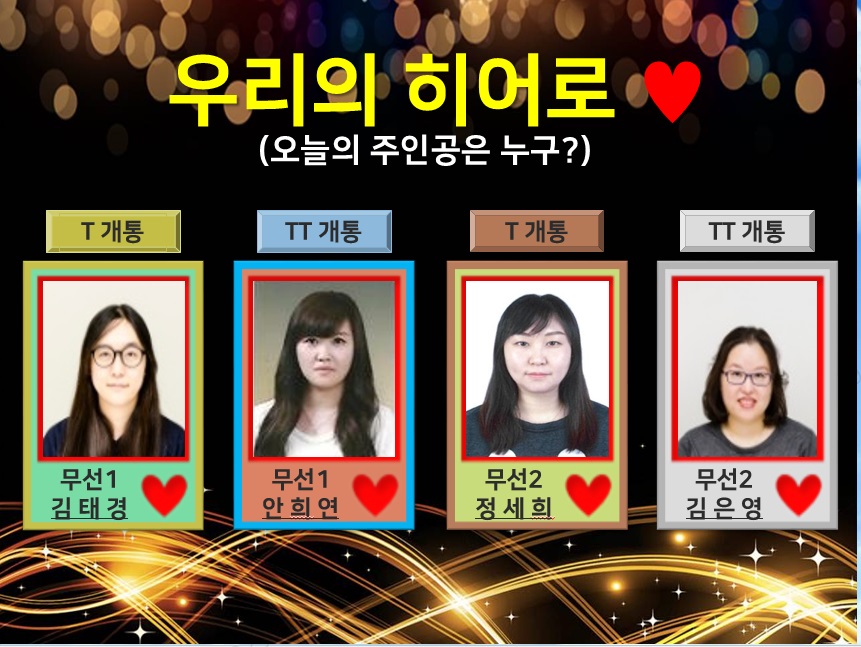 우리의 히어로
(오늘의 주인공은 누구?)
T 개통
TT 개통
T 개통
TT 개통
무선1
김 태 경
무선1
안 희 연
무선2
정 세 희
무선2
김 은 영